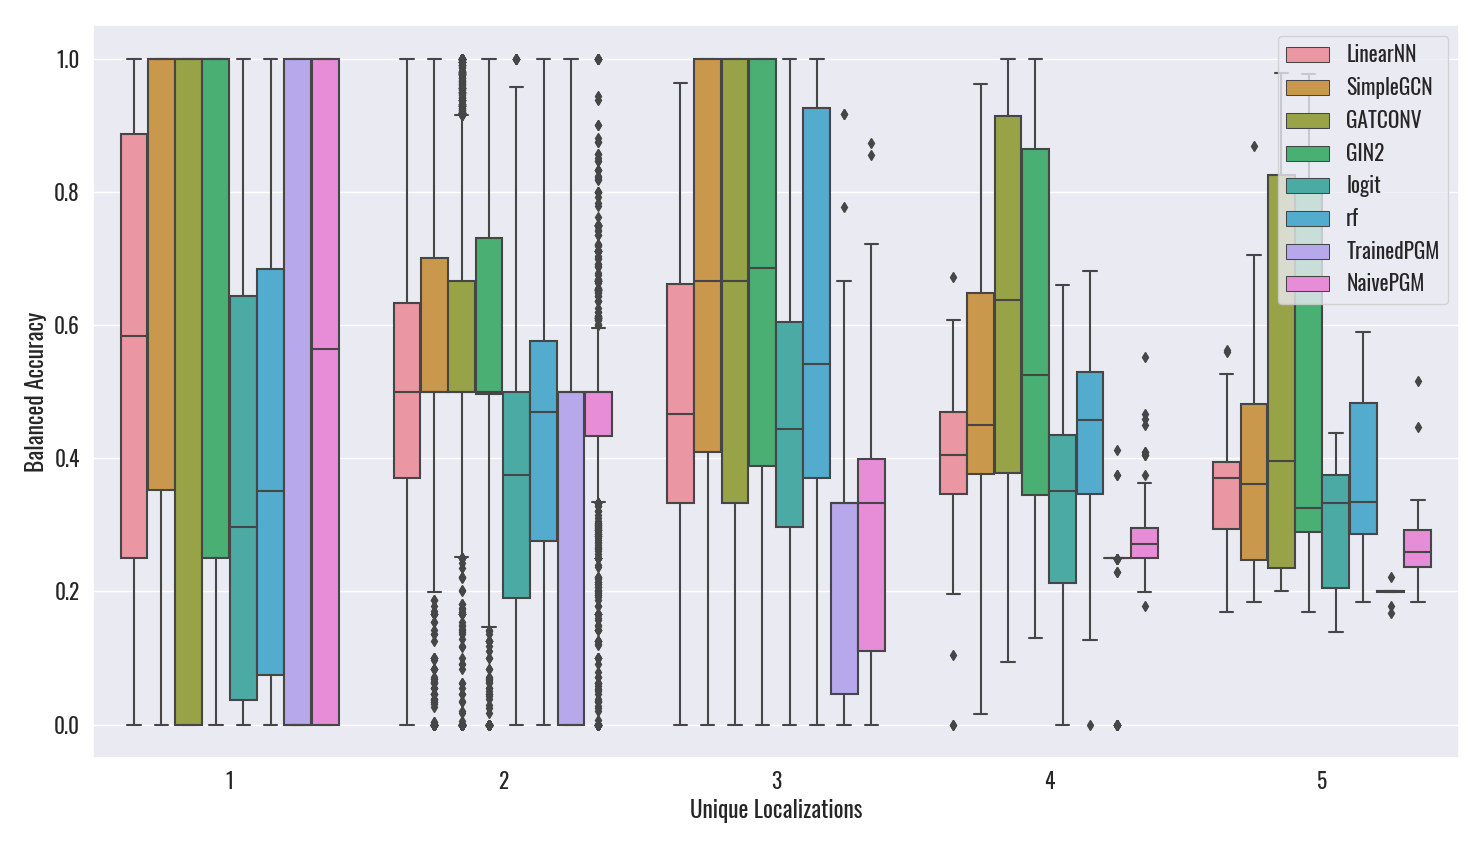 1.0
0.8
0.6
0.4
0.2
0.0
Balanced Accuracy
1 2 3 4 5
Unique Localizations
LinearNN
SimpleGCN
GATCONV
GIN2
logit
rf
TrainedPGM
NaivePGM